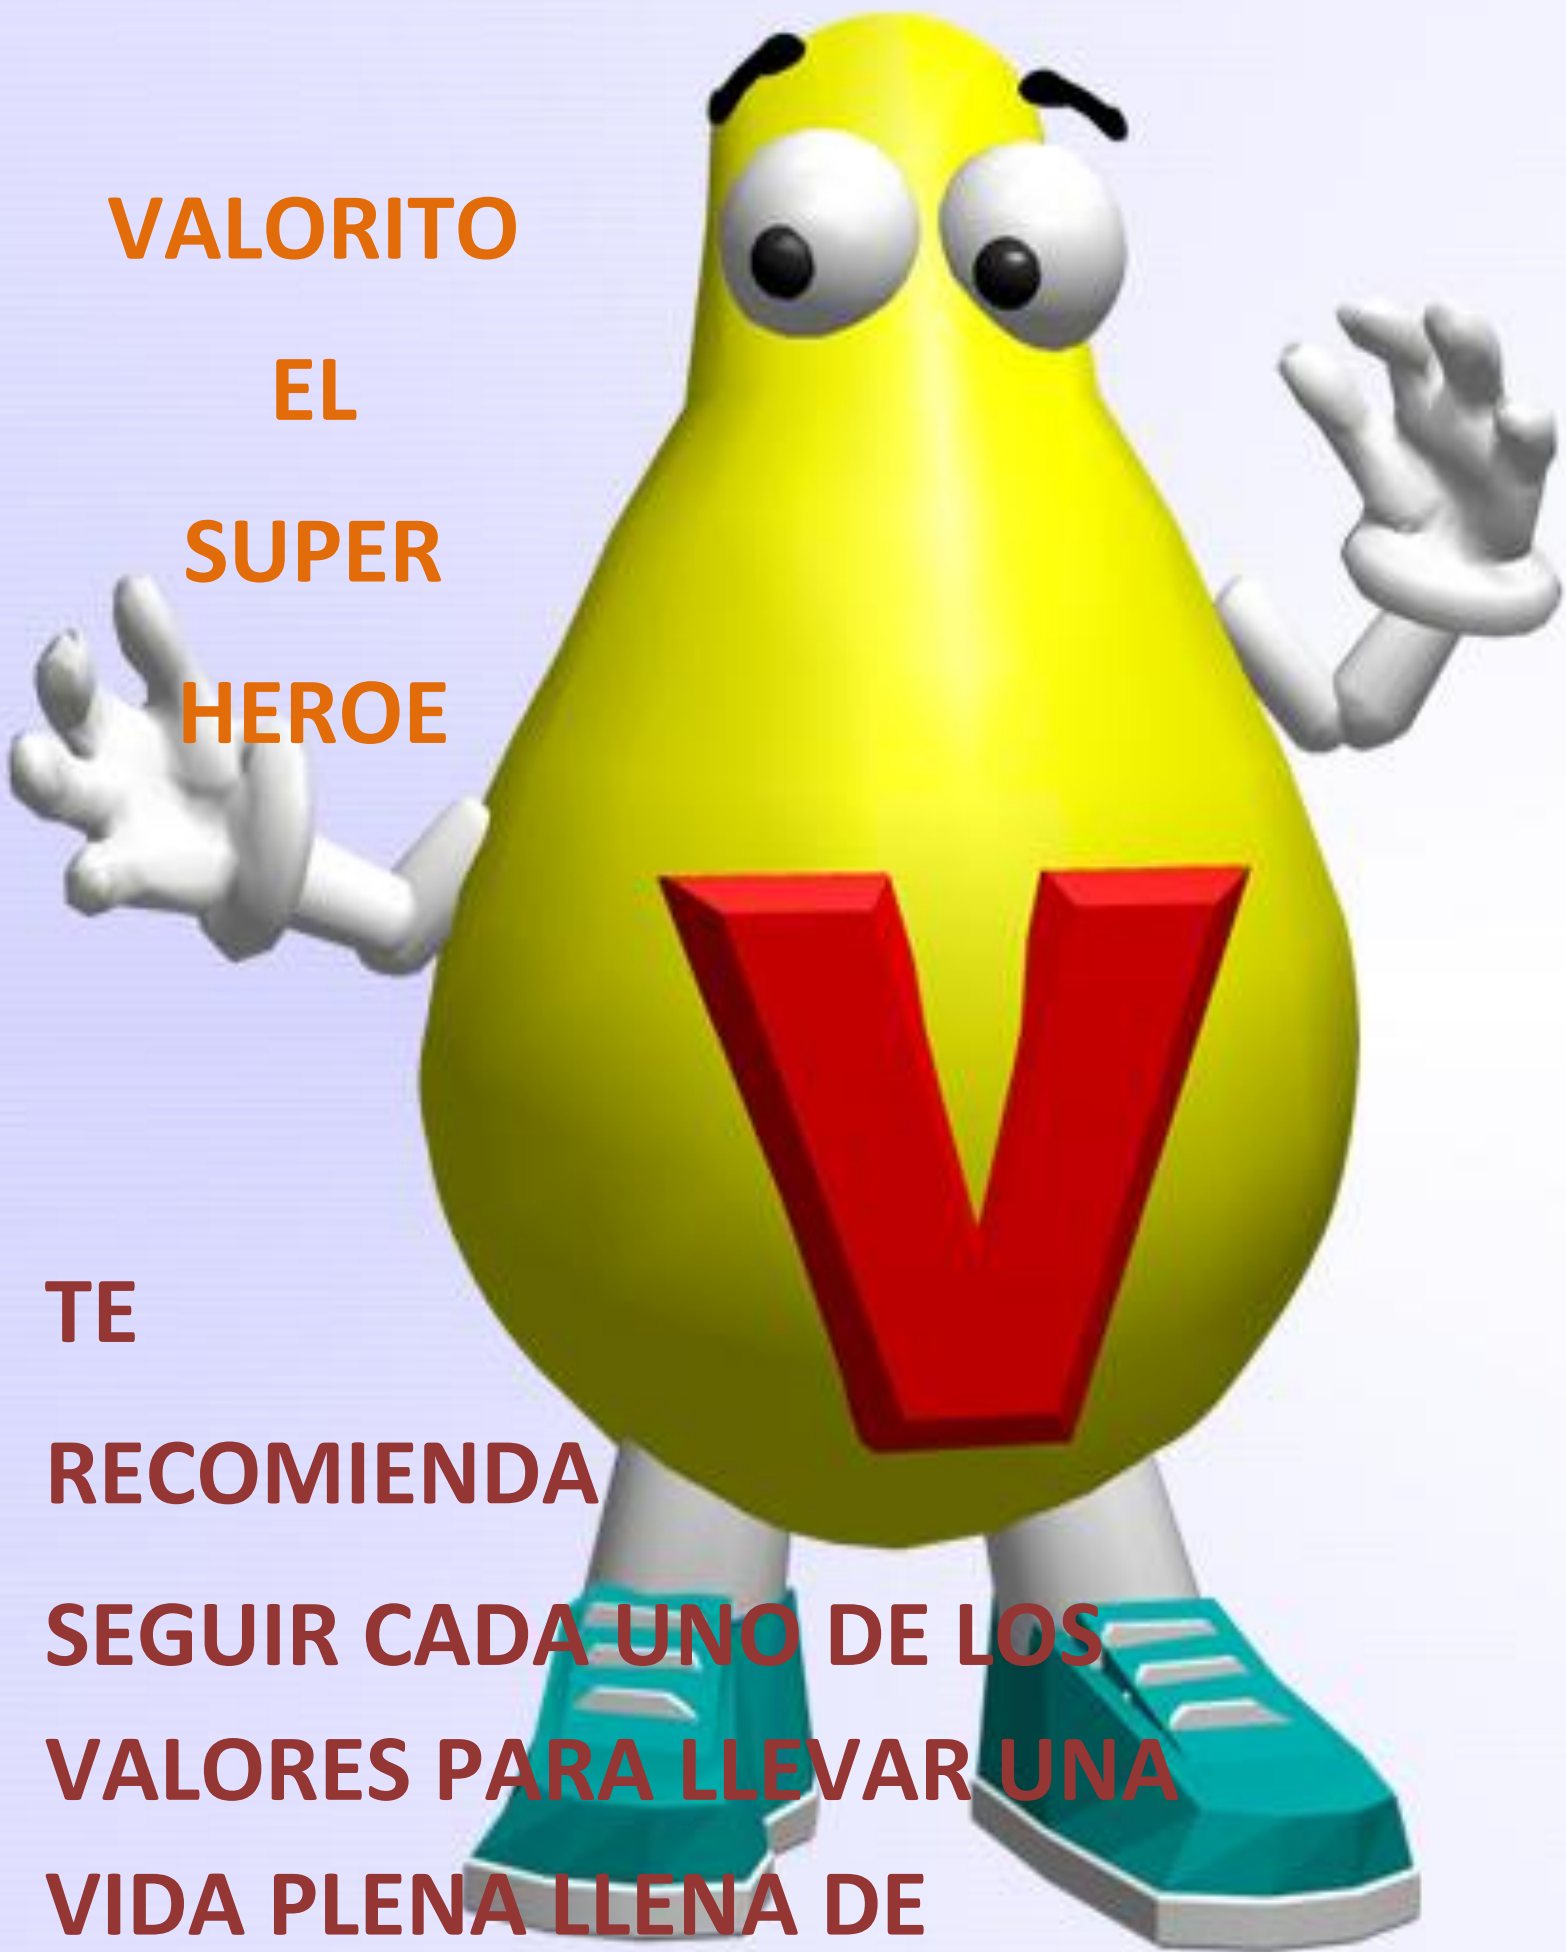 VALORITO
EL
SUPER
HEROE
V
TE
RECOMIENDA
SEGUIR CADA UNO DE LOS
VALORES PARA LLEVAR UNA
VIDA PLENA LLENA DE